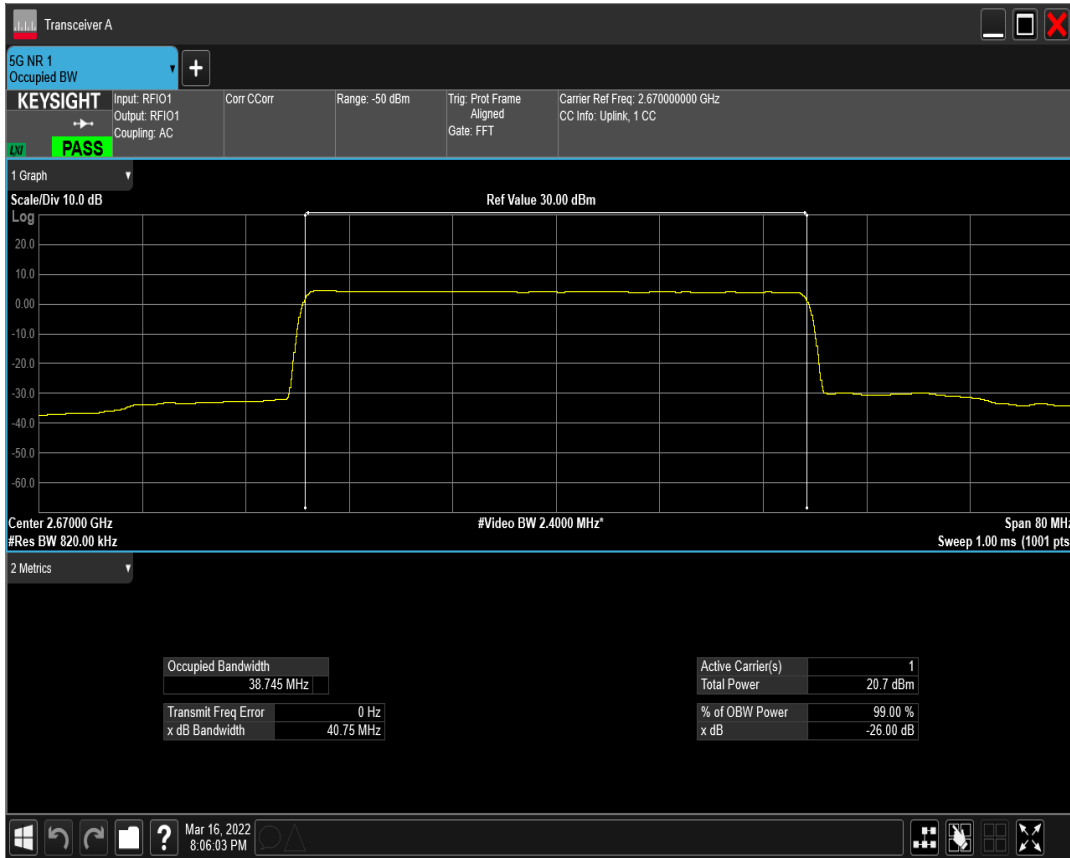 Transceiver A
5G NR 1
Occupied BW
KEYSIGHT
LXI
PASS
Input: RFIO1
Output: RFIO1
Coupling: AC
Corr CCorr
Range: -50 dBm
Trig: Prot Frame
Aligned
Gate: FFT
Carrier Ref Freq: 2.670000000 GHz
CC Info: Uplink, 1 CC
1 Graph
Scale/Div 10.0 dB
Ref Value 30.00 dBm
Log
20.0
10.0
0.00
-10.0
-20.0
-30.0
-40.0
-50.0
-60.0
Center 2.67000 GHz
#Video BW 2.4000 MHz*
Span 80 MHz
#Res BW 820.00 kHz
Sweep 1.00 ms (1001 pts
2 Metrics
Occupied Bandwidth
38.745 MHz
Transmit Freq Error 0 Hz
x dB Bandwidth 40.75 MHz
Active Carrier(s) 1
Total Power 20.7 dBm
% of OBW Power 99.00 %
x dB -26.00 dB
?
Mar 16, 2022
8:06:03 PM